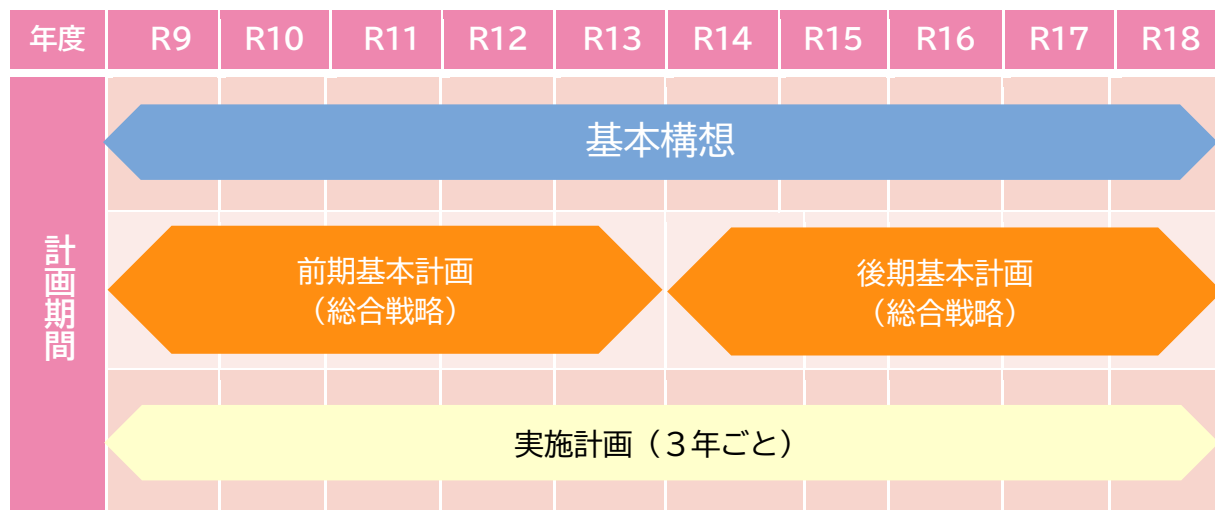 年度 R9 R10 R11 R12 R13 R14 R15 R16 R17 R18
計画期間
基本構想
前期基本計画
（総合戦略）
後期基本計画
（総合戦略）
実施計画（３年ごと）